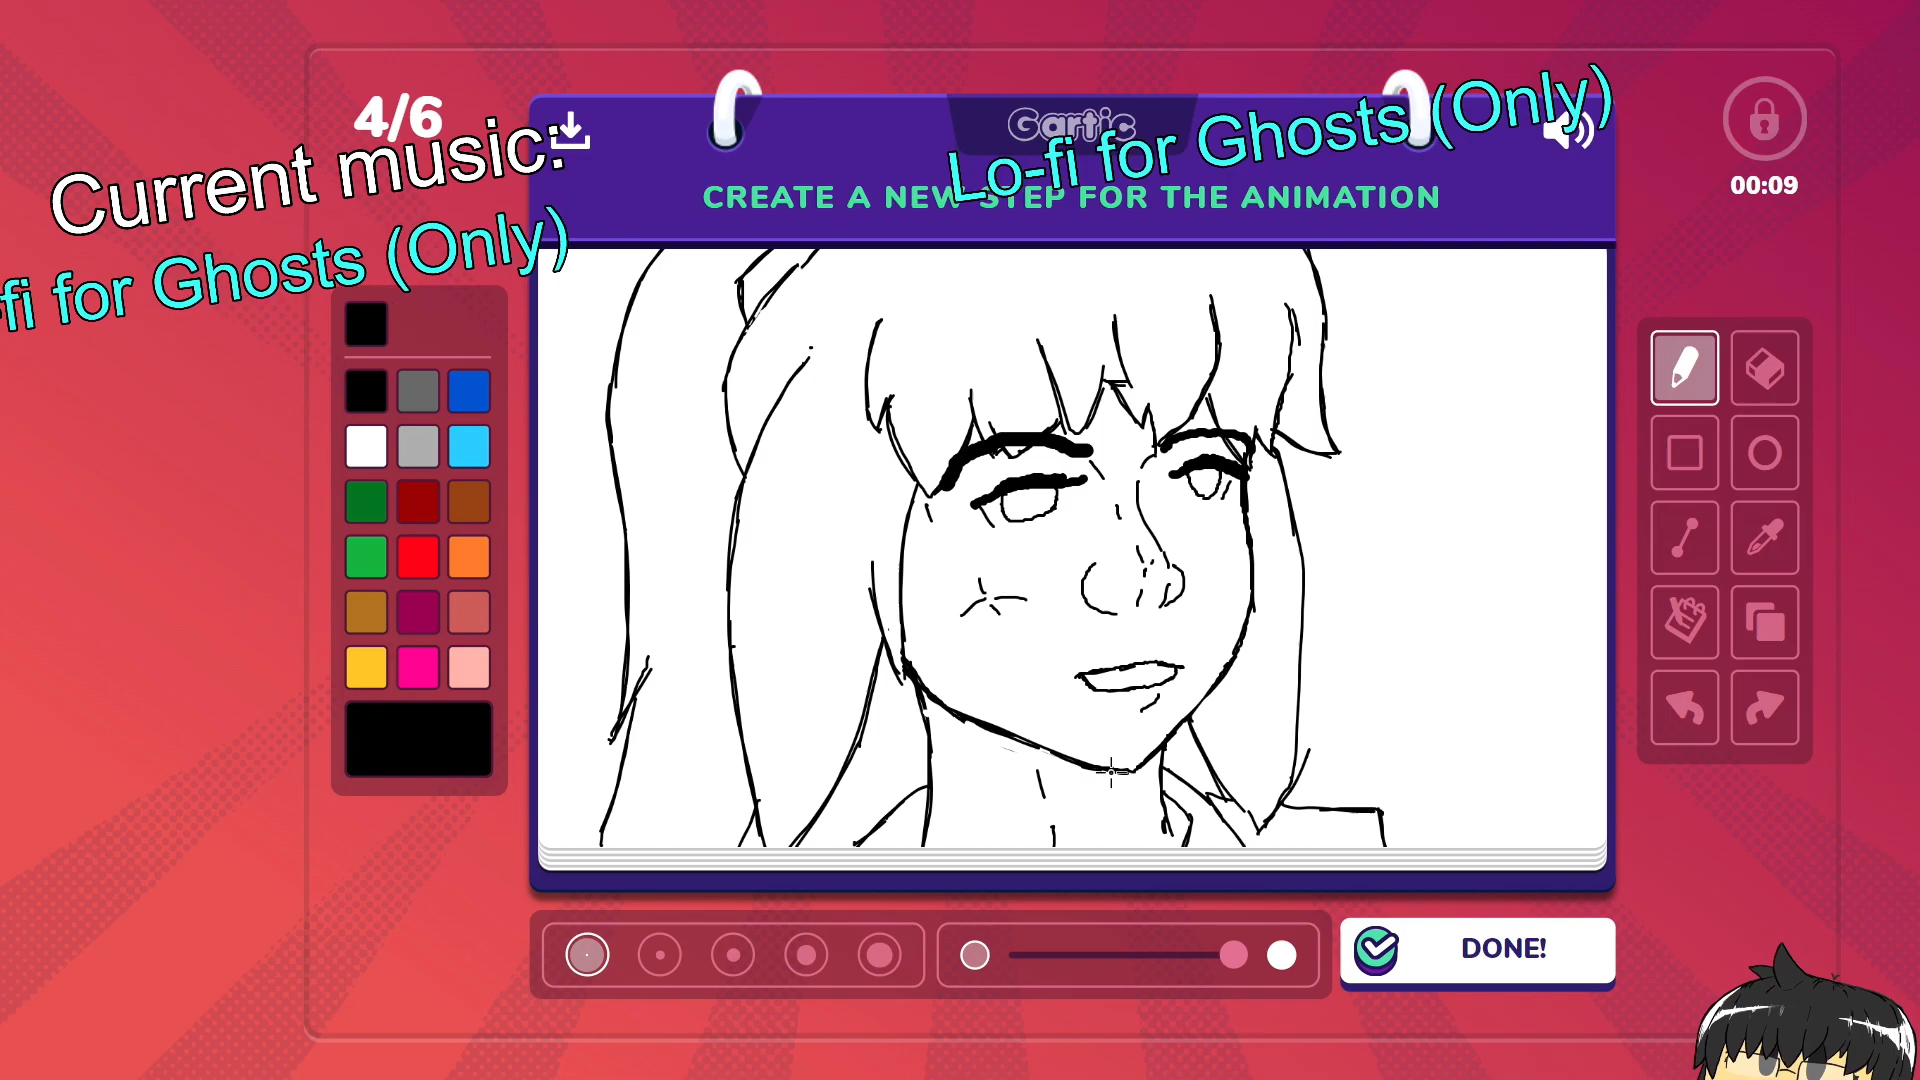 4/6
Current music:
-fi for Ghosts (Only)
Gartic
Lo-fi for Ghosts (Only)
CREATE A NEW STEP FOR THE ANIMATION
00:09
DONE!